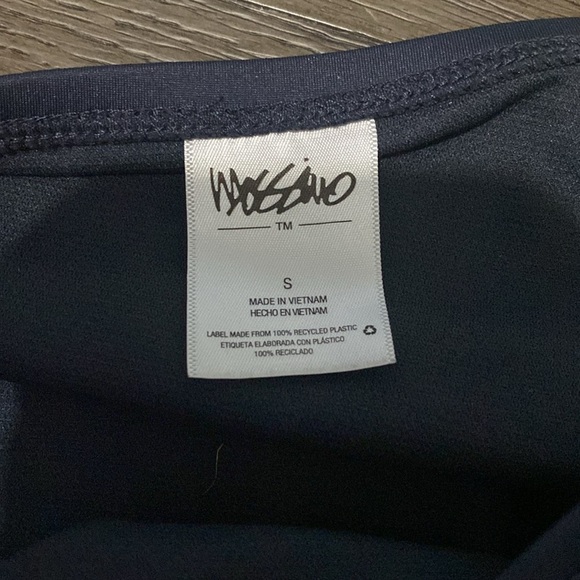 Mossimo
TM
S
MADE IN VIETNAM
HECHO EN VIETNAM
LABEL MADE FROM 100% RECYCLED PLASTIC
ETIQUETA ELABORADA CON PLÁSTICO
100% RECICLADO